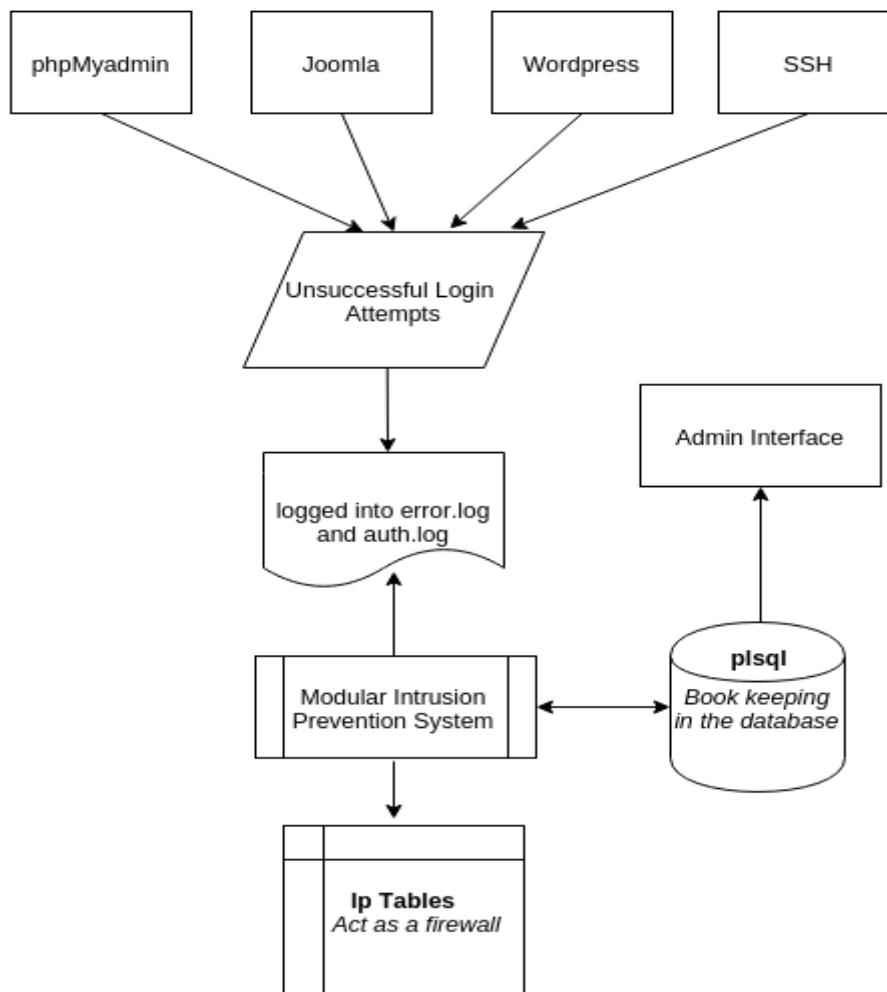 phpMyadmin
Joomla
Wordpress
SSH
Unsuccessful Login
Attempts
logged into error.log
and auth.log
Admin Interface
Modular Intrusion
Prevention System
plsql
Book keeping
in the database
Ip Tables
Act as a firewall